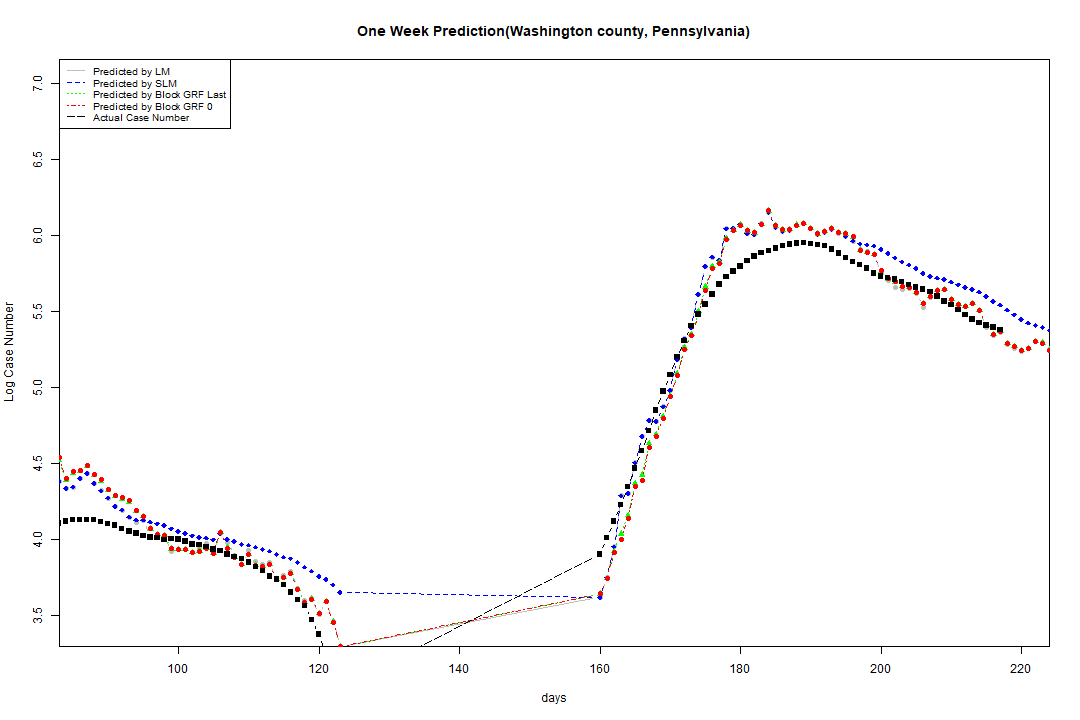 One Week Prediction(Washington county, Pennsylvania)
Predicted by LM
Predicted by SLM
Predicted by Block GRF Last
Predicted by Block GRF 0
Actual Case Number
7.0
6.5
6.0
5.5
5.0
4.5
4.0
3.5
Log Case Number
100 120 140 160 180 200 220
days